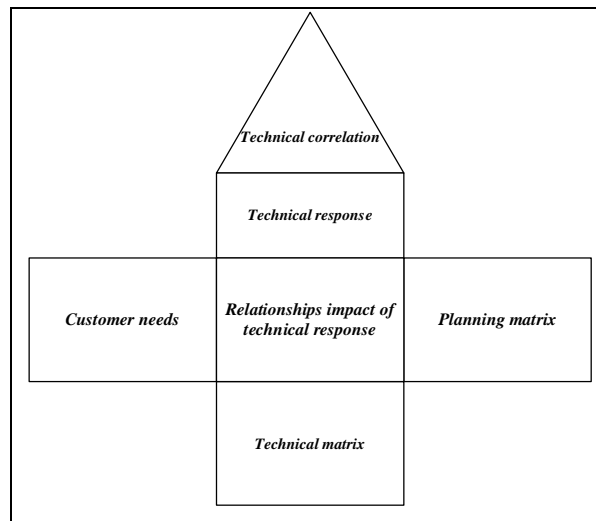 Technical correlation
Technical response
Customer needs
Relationships impact of
technical response
Planning matrix
Technical matrix